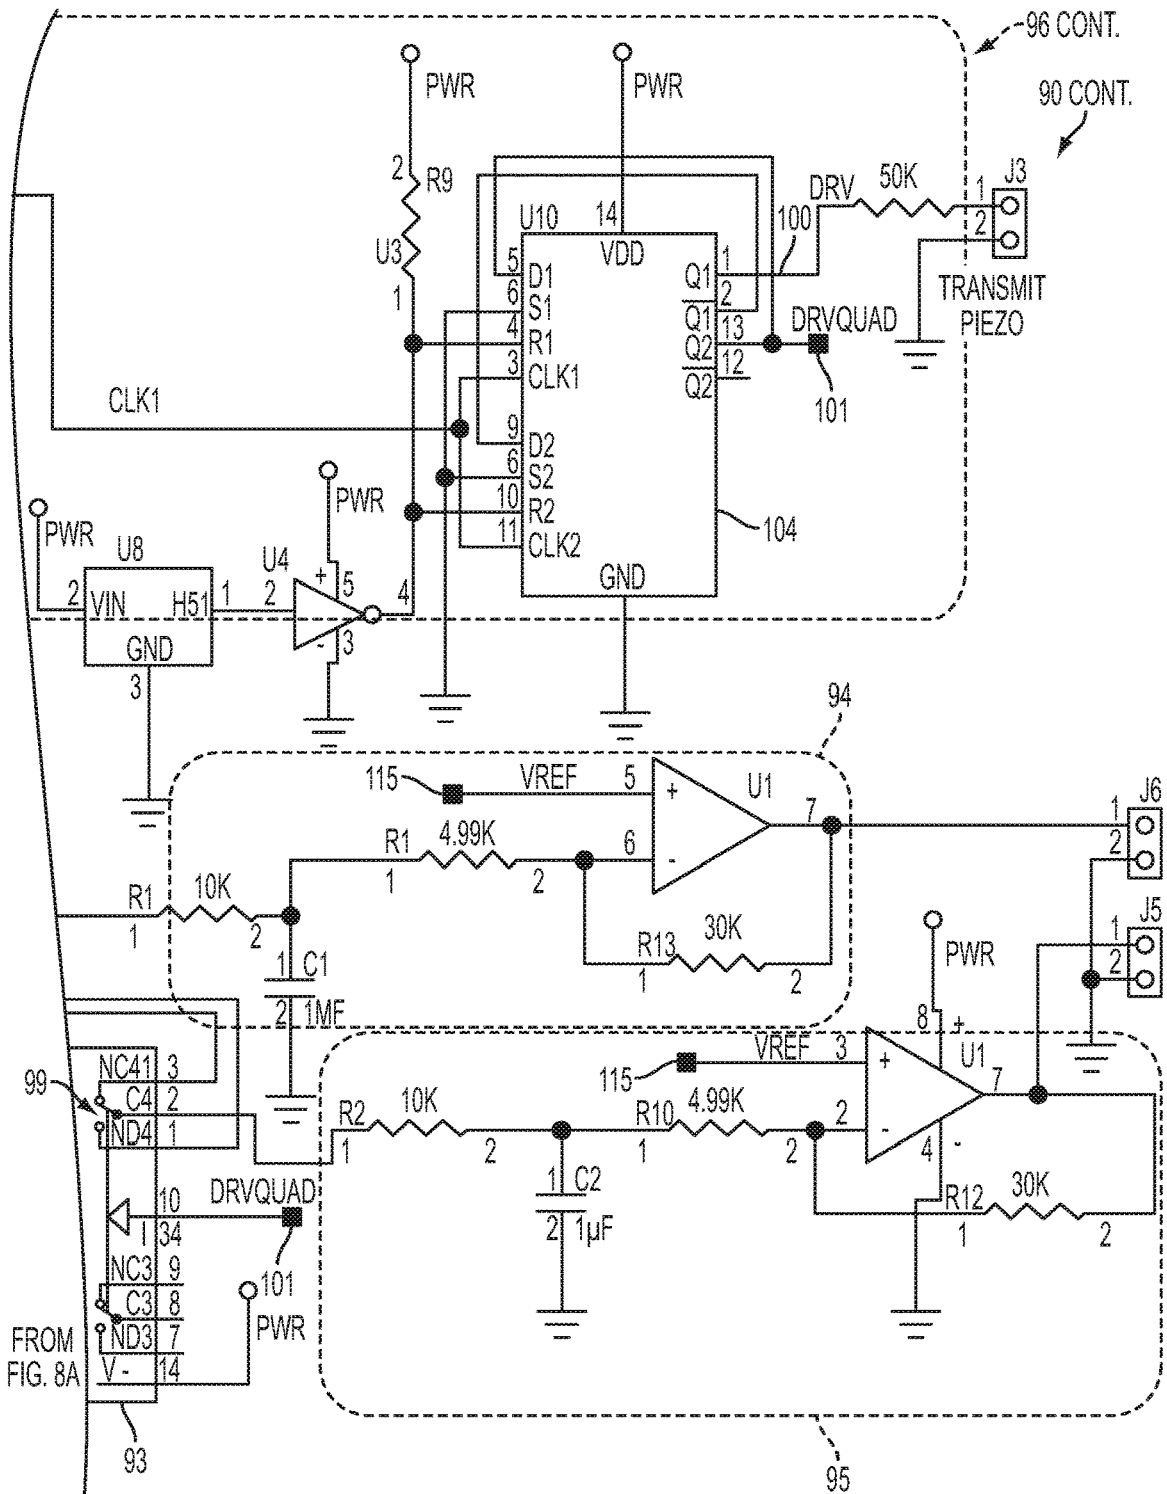 96 CONT.
90 CONT.
PWR
PWR
2
R9
U3
1
U10
14
VDD
5
D1
6
S1
4
R1
3
CLK1
9
D2
6
S2
10
R2
11
CLK2
GND
Q1
1
Q1
2
Q2
13
Q2
12
DRV
50K
100
1
2
J3
TRANSMIT
PIEZO
DRVQUAD
101
104
CLK1
PWR
PWR
U8
2
VIN
H51
1
GND
3
U4
2
+
5
4
-
3
94
115
VREF
5
+
U1
7
6
-
R1
4.99K
1
2
R1
10K
1
2
1
C1
2
1MF
R13
30K
1
2
J6
1
2
J5
1
2
PWR
8
+
U1
115
VREF
3
+
7
2
-
4
-
R2
10K
1
2
R10
4.99K
1
2
1
C2
2
1µF
R12
30K
1
2
99
NC41
3
C4
2
ND4
1
10
I
34
DRVQUAD
101
NC3
9
C3
8
ND3
7
V -
14
PWR
FROM
FIG. 8A
93
95